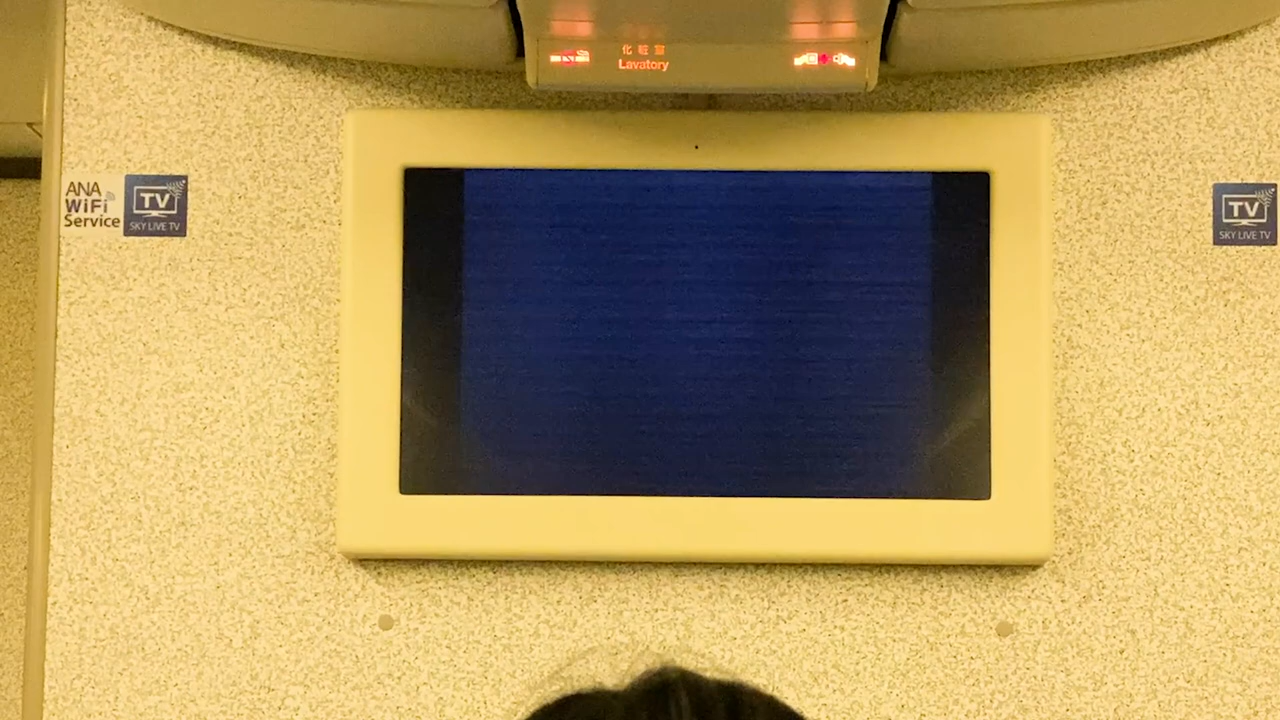 化粧室
Lavatory
ANA
WiFi
Service
TV
SKY LIVE TV
TV
SKY LIVE TV